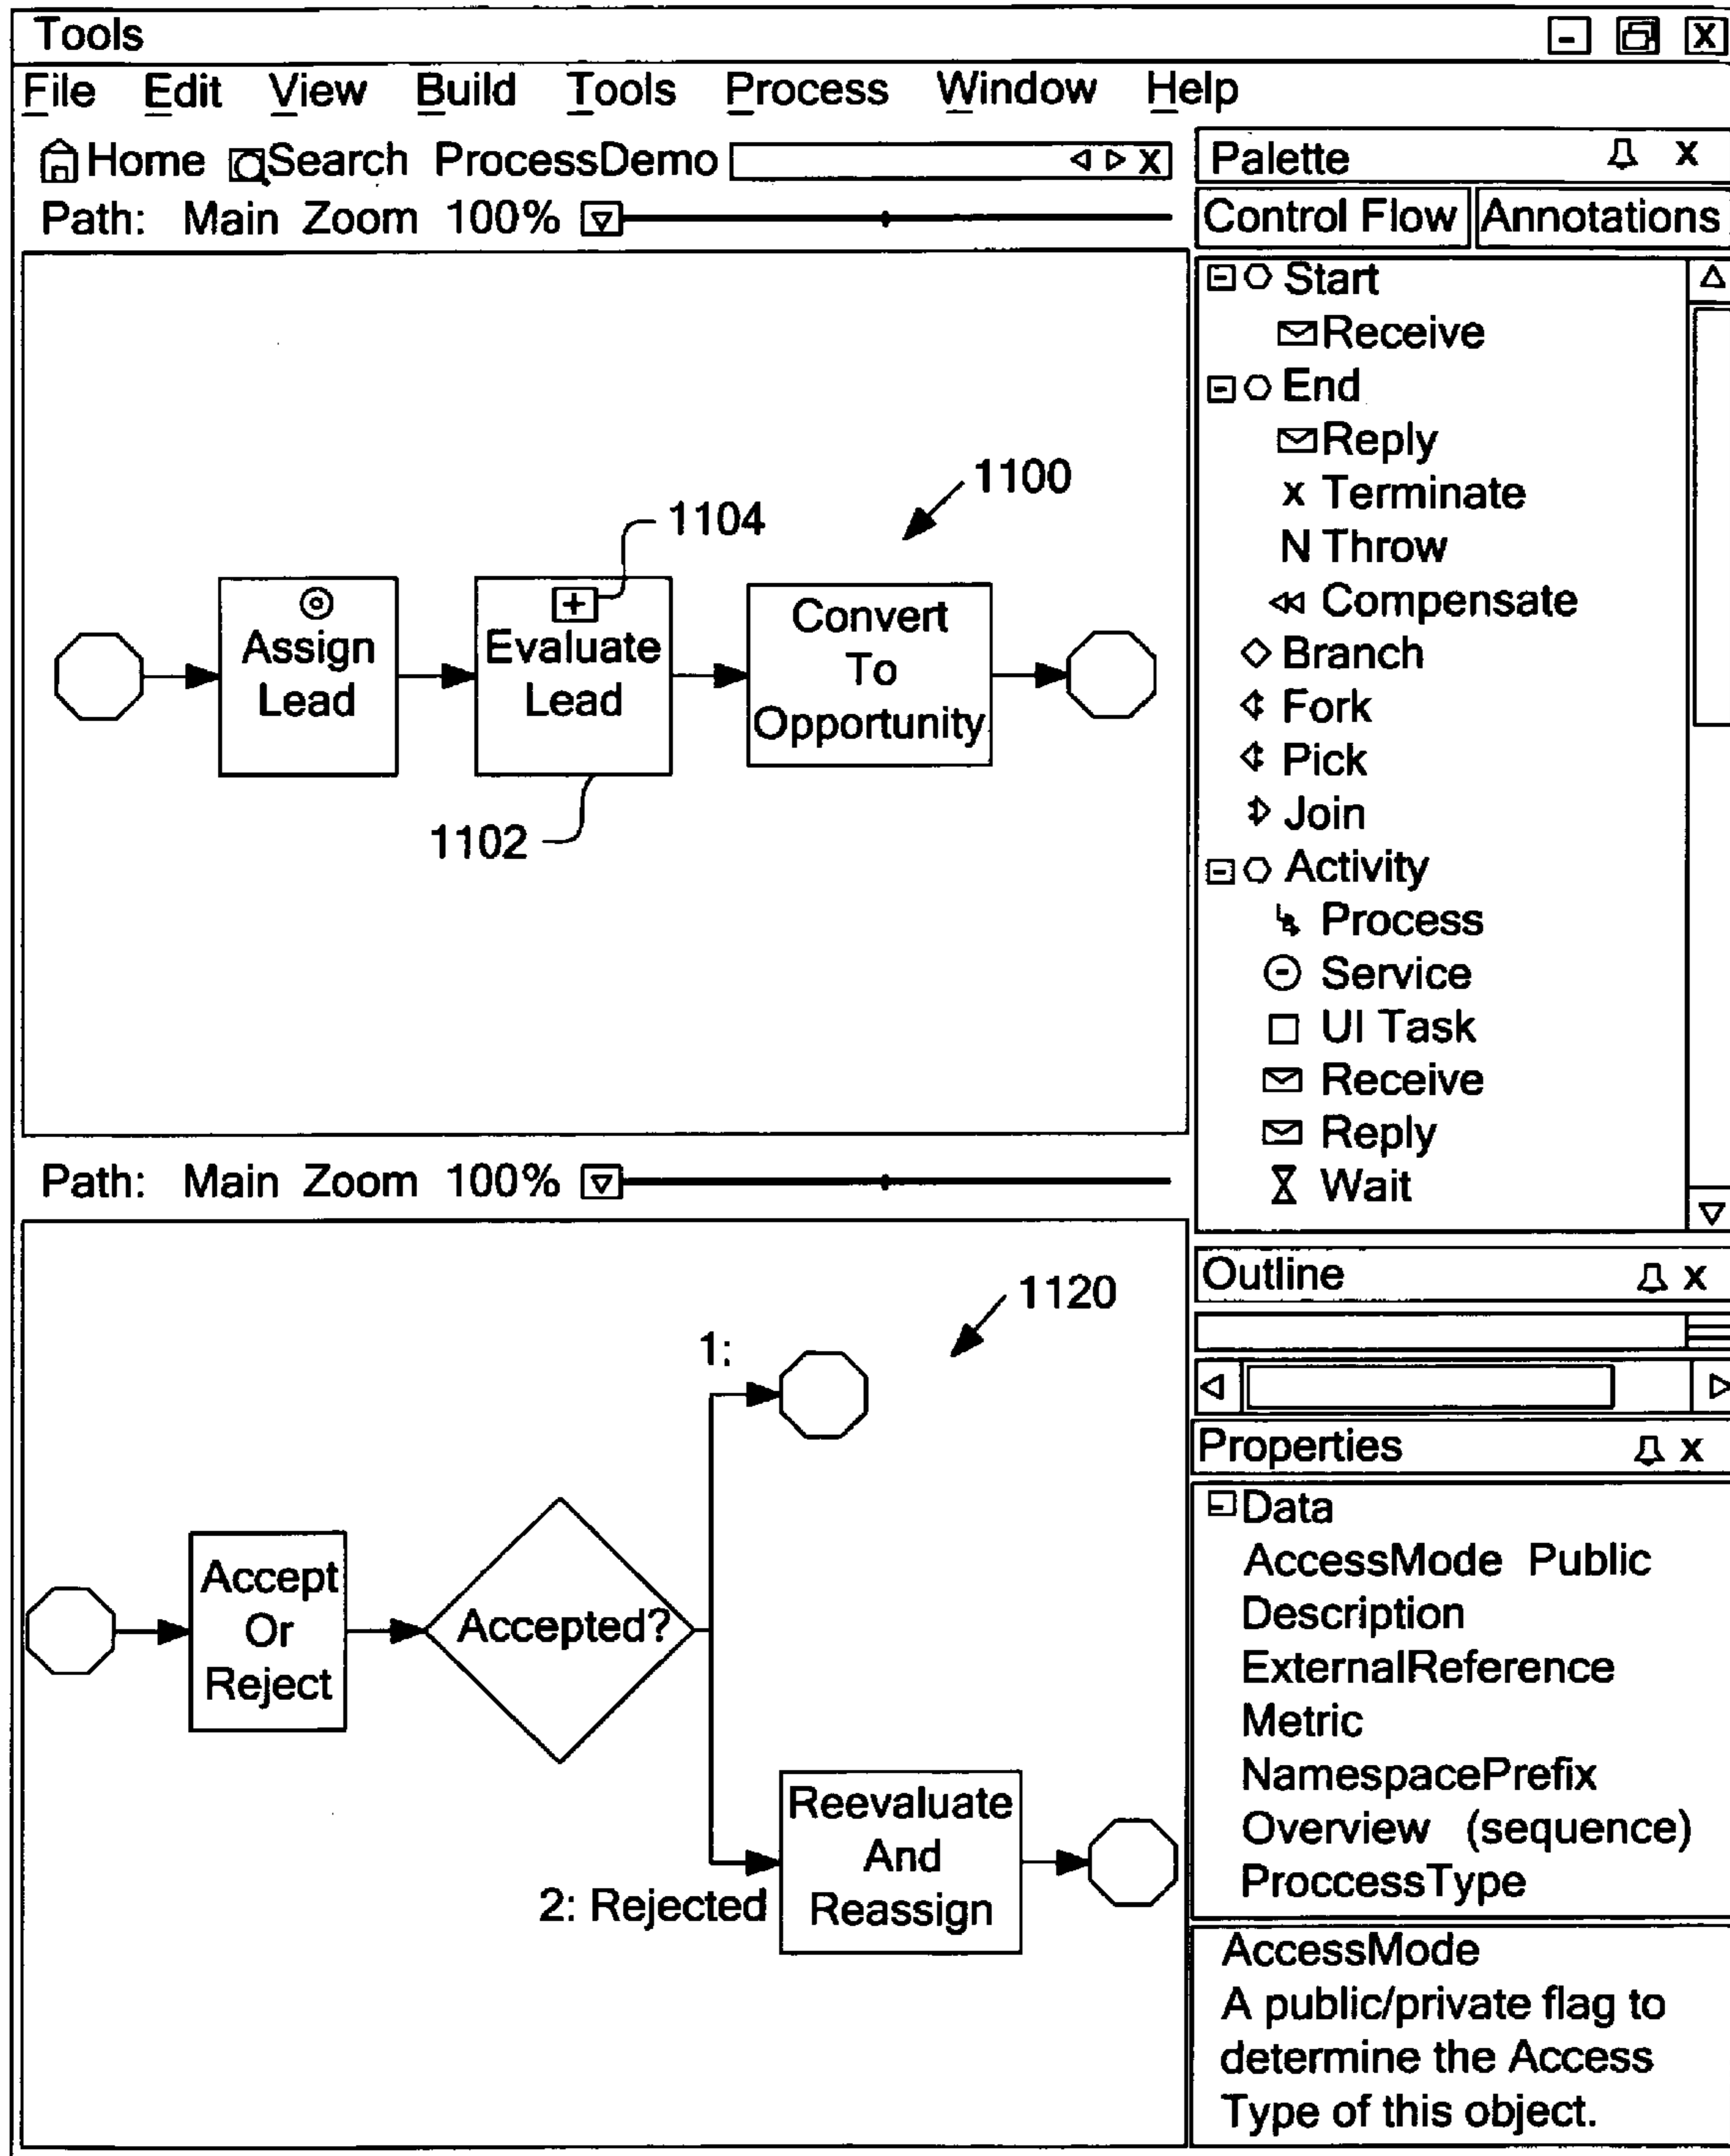 Tools
File Edit View Build Tools Process Window Help
Home Search ProcessDemo
Path: Main Zoom 100%
1100
1104
Assign
Lead
Evaluate
Lead
Convert
To
Opportunity
1102
Path: Main Zoom 100%
1120
1:
Accept
Or
Reject
Accepted?
2: Rejected
Reevaluate
And
Reassign
Palette
Control Flow Annotations
Start
Receive
End
Reply
x Terminate
N Throw
Compensate
Branch
Fork
Pick
Join
Activity
Process
Service
UI Task
Receive
Reply
Wait
Outline
Properties
Data
AccessMode Public
Description
ExternalReference
Metric
NamespacePrefix
Overview (sequence)
ProccessType
AccessMode
A public/private flag to
determine the Access
Type of this object.